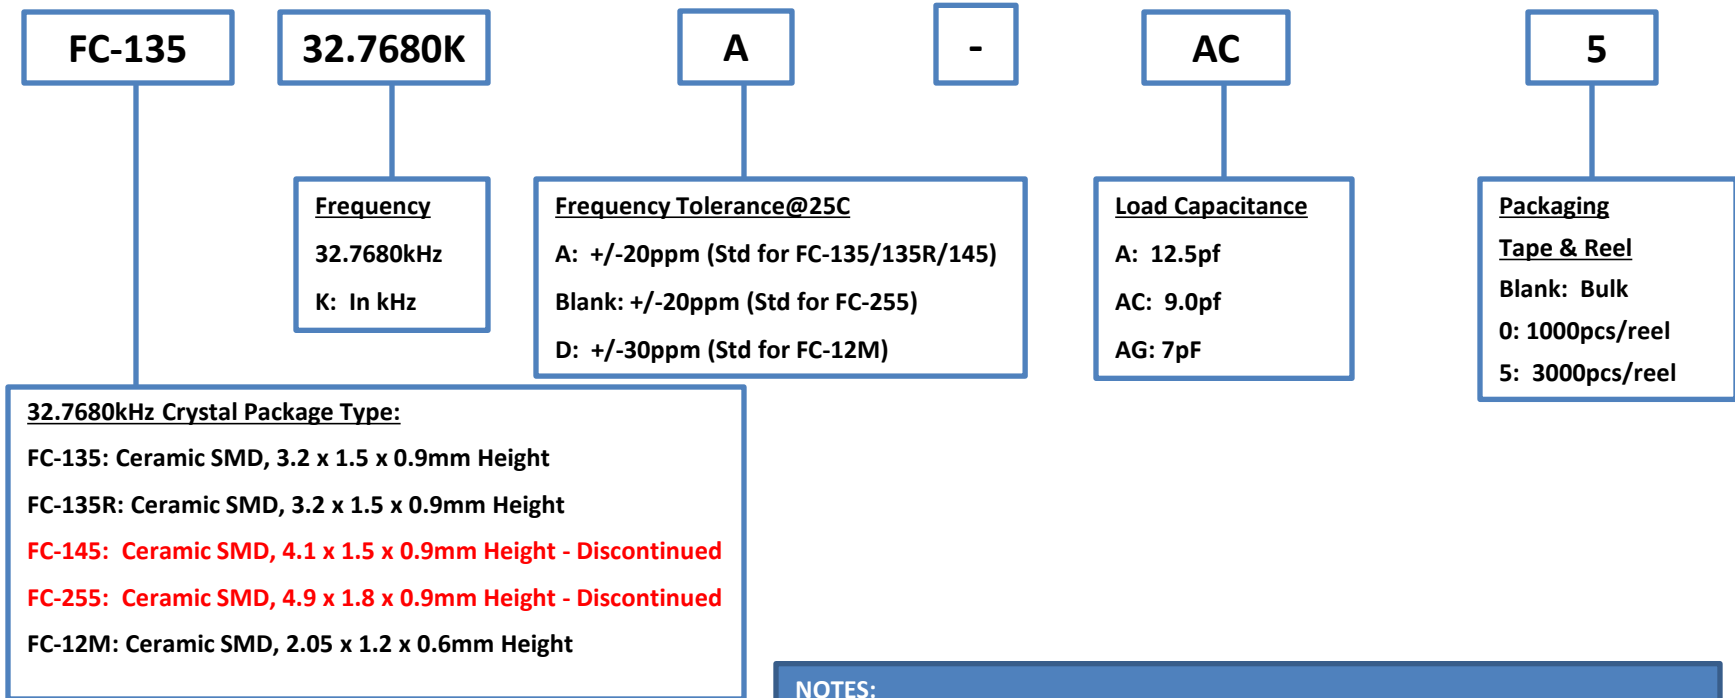 FC-135 32.7680K A - AC 5
Frequency
32.7680kHz
K: In kHz
Frequency Tolerance@25C
A: +/-20ppm (Std for FC-135/135R/145)
Blank: +/-20ppm (Std for FC-255)
D: +/-30ppm (Std for FC-12M)
Load Capacitance
A: 12.5pf
AC: 9.0pf
AG: 7pF
Packaging
Tape & Reel
Blank: Bulk
0: 1000pcs/reel
5: 3000pcs/reel
32.7680kHz Crystal Package Type:
FC-135: Ceramic SMD, 3.2 x 1.5 x 0.9mm Height
FC-135R: Ceramic SMD, 3.2 x 1.5 x 0.9mm Height
FC-145: Ceramic SMD, 4.1 x 1.5 x 0.9mm Height - Discontinued
FC-255: Ceramic SMD, 4.9 x 1.8 x 0.9mm Height - Discontinued
FC-12M: Ceramic SMD, 2.05 x 1.2 x 0.6mm Height
NOTES: